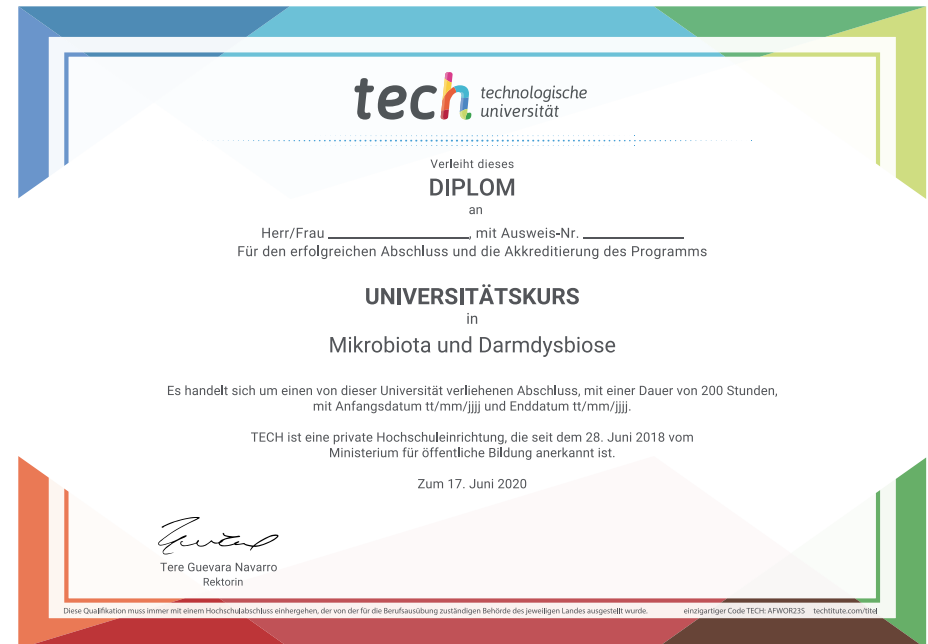 tech technologische
universität
Verleiht dieses
DIPLOM
an
Herr/Frau ____________, mit Ausweis-Nr. ____________
Für den erfolgreichen Abschluss und die Akkreditierung des Programms
UNIVERSITÄTSKURS
in
Mikrobiota und Darmdysbiose
Es handelt sich um einen von dieser Universität verliehenen Abschluss, mit einer Dauer von 200 Stunden,
mit Anfangsdatum tt/mm/jjjj und Enddatum tt/mm/jjjj.
TECH ist eine private Hochschuleinrichtung, die seit dem 28. Juni 2018 vom
Ministerium für öffentliche Bildung anerkannt ist.
Zum 17. Juni 2020
Tere Guevara Navarro
Rektorin
Diese Qualifikation muss immer mit einem Hochschulabschluss einhergehen, der von der für die Berufsausübung zuständigen Behörde des jeweiligen Landes ausgestellt wurde. einzigartiger Code TECH: AFWOR23S techtitute.com/titel